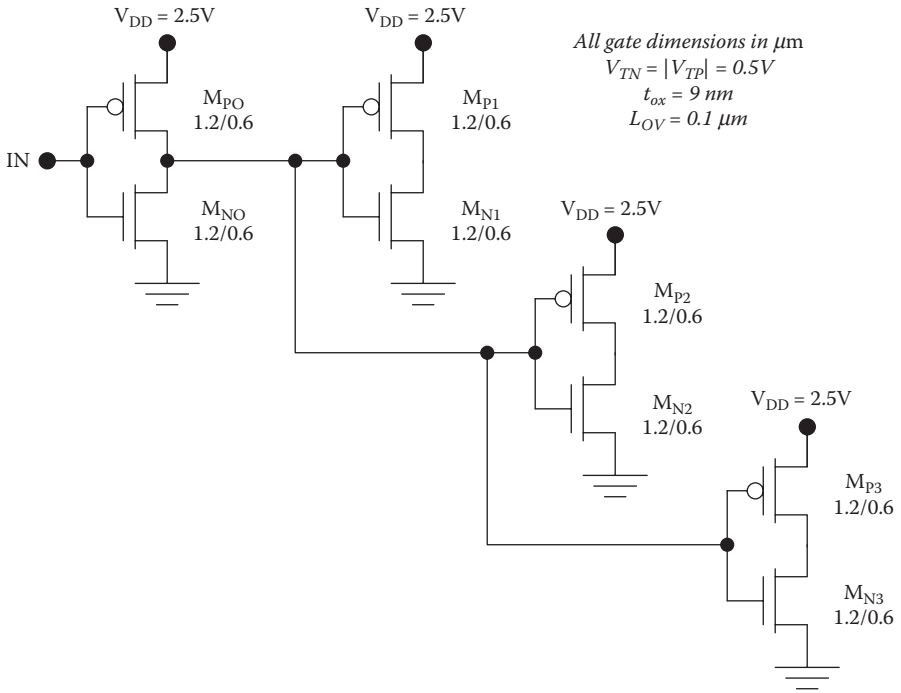 V_DD = 2.5V
V_DD = 2.5V
All gate dimensions in μm
V_TN = |V_TP| = 0.5V
t_ox = 9 nm
L_OV = 0.1 μm
M_PO
1.2/0.6
M_P1
1.2/0.6
IN
M_NO
1.2/0.6
M_N1
1.2/0.6
V_DD = 2.5V
M_P2
1.2/0.6
M_N2
1.2/0.6
V_DD = 2.5V
M_P3
1.2/0.6
M_N3
1.2/0.6